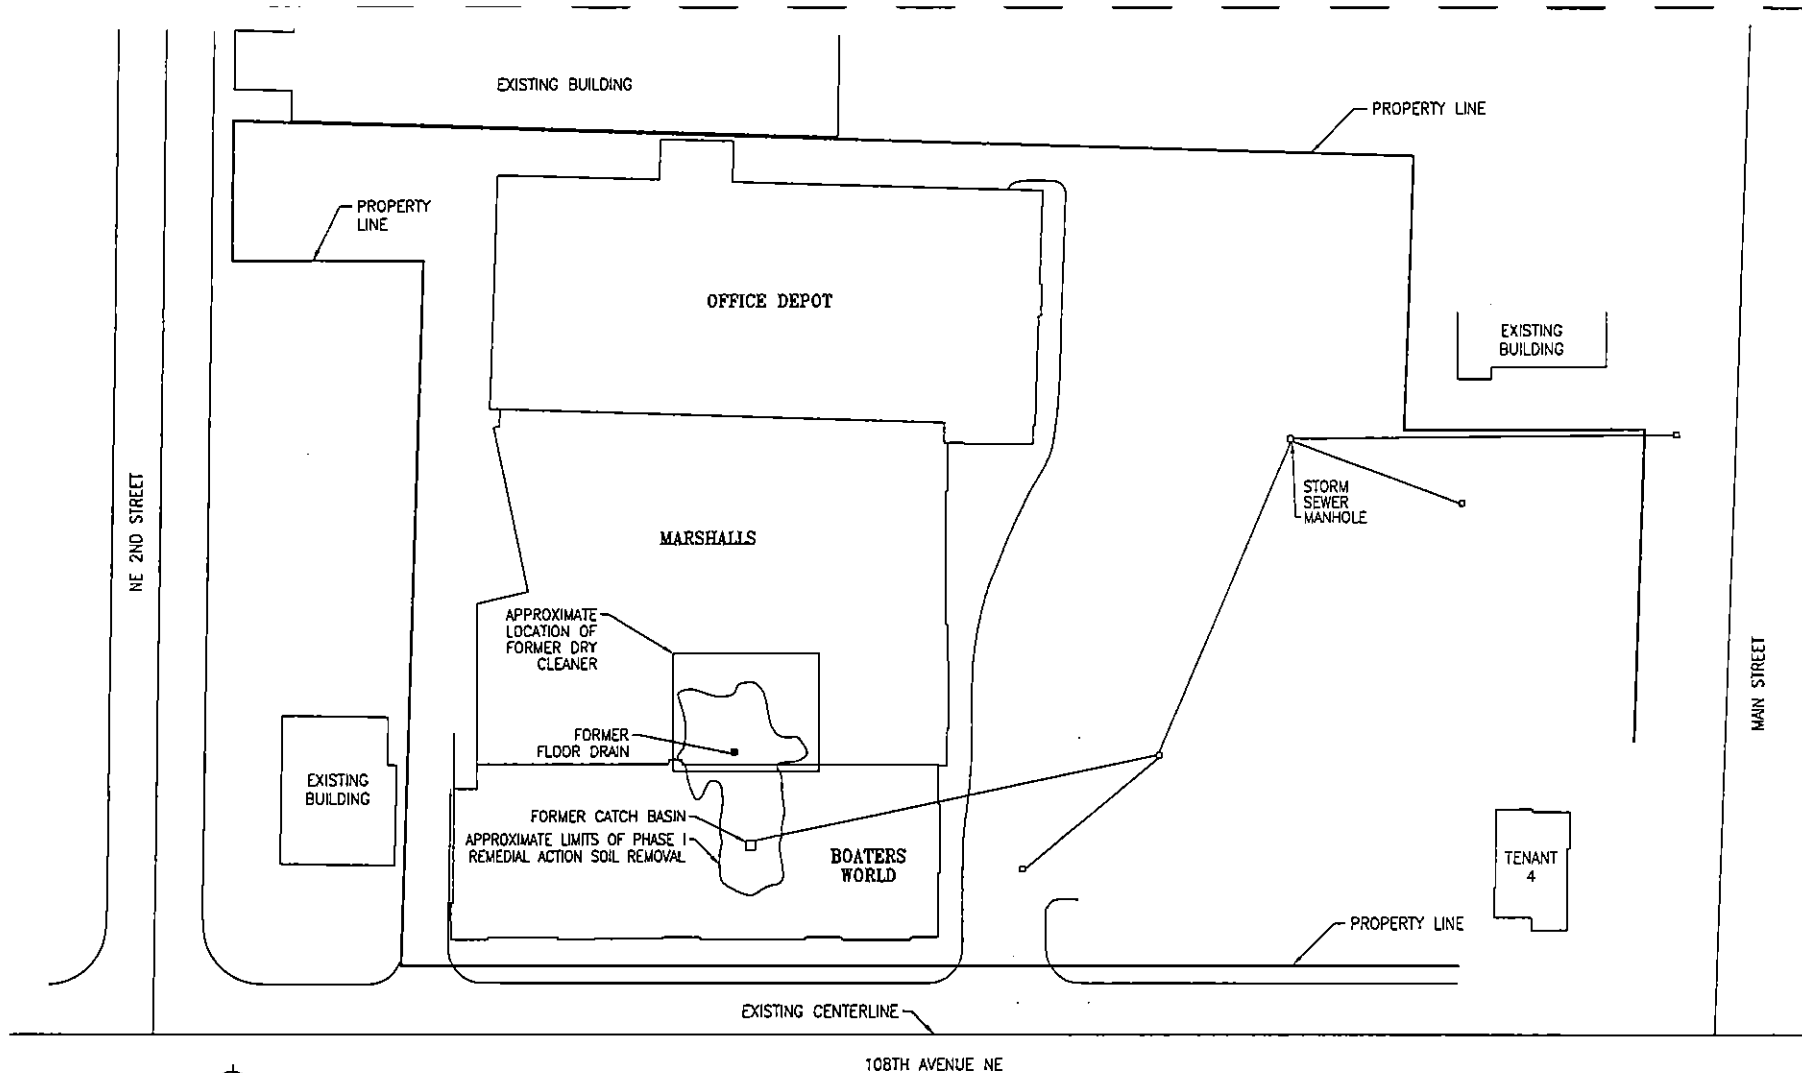 EXISTING BUILDING
PROPERTY LINE
PROPERTY
LINE
OFFICE DEPOT
EXISTING
BUILDING
STORM
SEWER
MANHOLE
NE 2ND STREET
MARSHALLS
APPROXIMATE
LOCATION OF
FORMER DRY
CLEANER
MAIN STREET
FORMER
FLOOR DRAIN
EXISTING
BUILDING
FORMER CATCH BASIN
APPROXIMATE LIMITS OF PHASE I
REMEDIAL ACTION SOIL REMOVAL
BOATERS
WORLD
TENANT
4
PROPERTY LINE
EXISTING CENTERLINE
108TH AVENUE NE